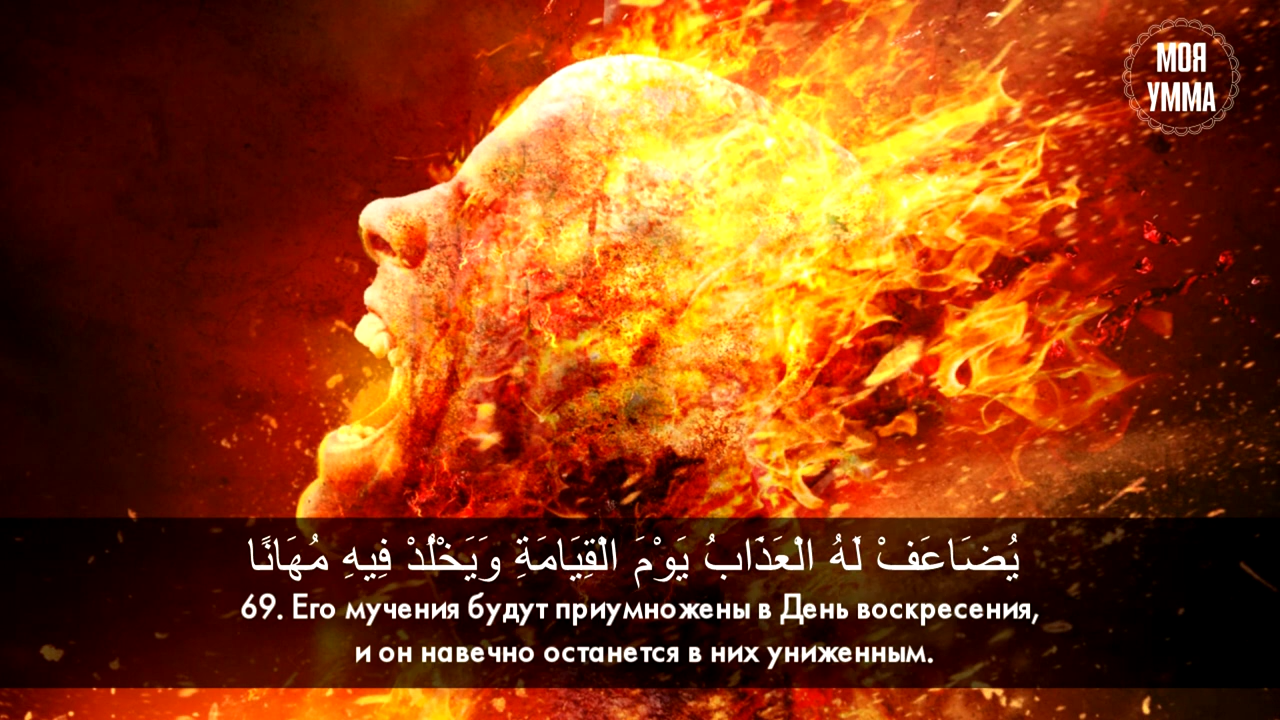 МОЯ
УММА
يُضَاعَفْ لَهُ الْعَذَابُ يَوْمَ الْقِيَامَةِ وَيَخْلُدْ فِيهِ مُهَانًا
69. Его мучения будут приумножены в День воскресения,
и он навечно останется в них униженным.